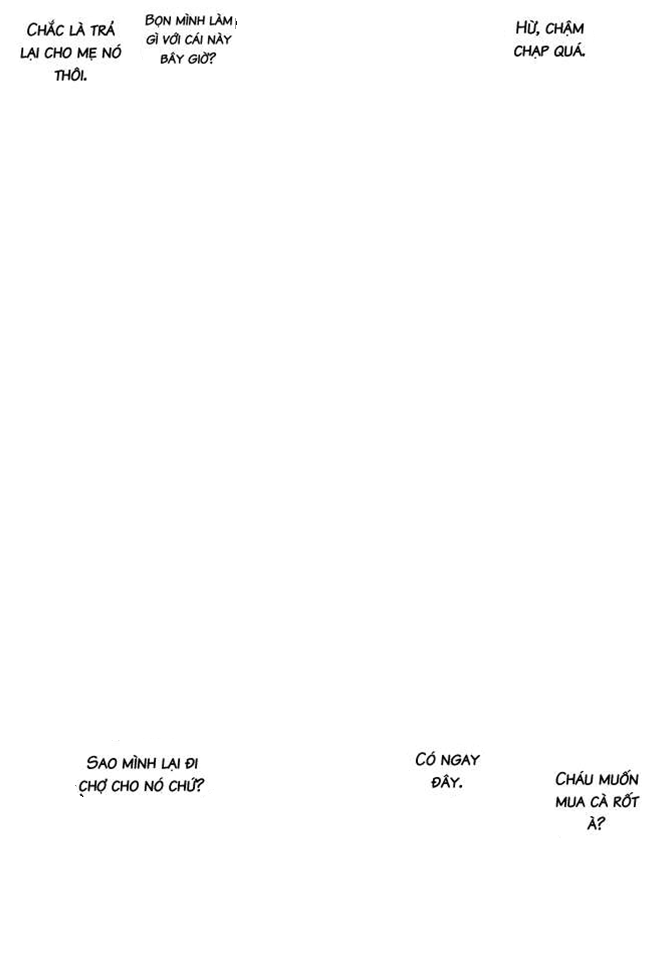 HỪ, CHẬM
CHẠP QUÁ.
BỌN MÌNH LÀM
GÌ VỚI CÁI NÀY
BÂY GIỜ?
CHẮC LÀ TRẢ
LẠI CHO MẸ NÓ
THÔI.
CHÁU MUỐN
MUA CÀ RỐT
À?
CÓ NGAY
ĐÂY.
SAO MÌNH LẠI ĐI
CHỢ CHO NÓ CHỨ?